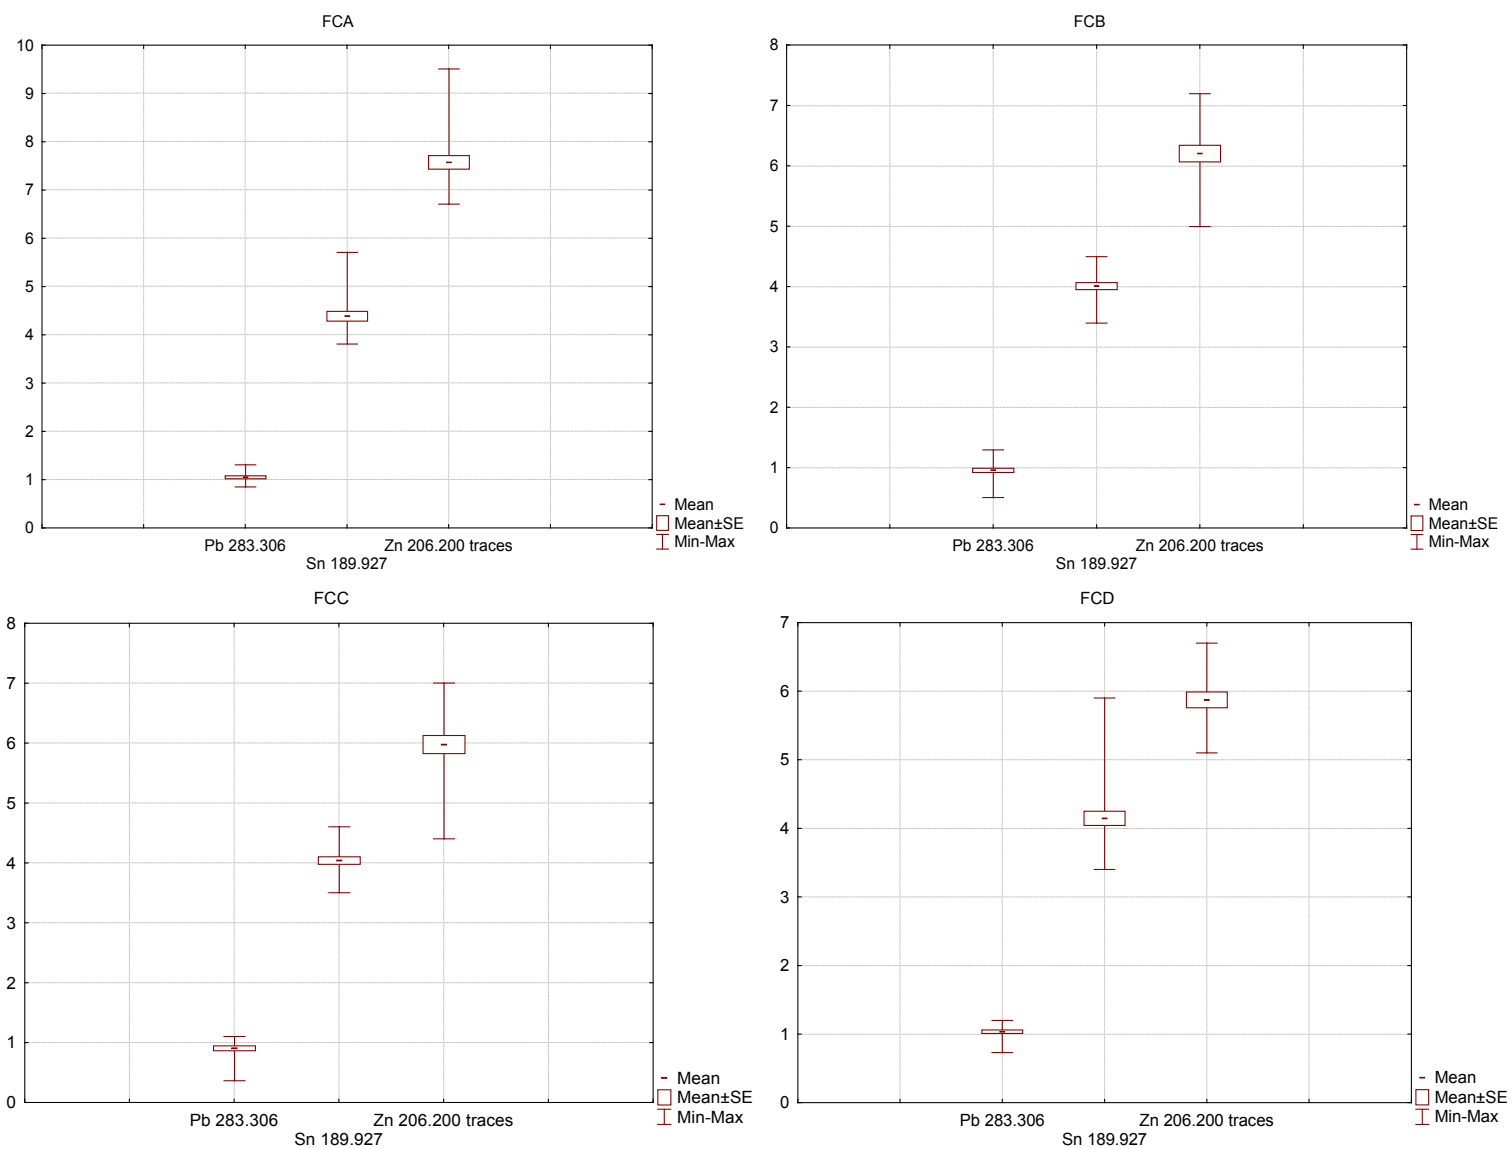 FCA
10
9
8
7
6
5
4
3
2
1
0
Pb 283.306
Zn 206.200 traces
Sn 189.927
Mean
Mean±SE
Min-Max
FCB
8
7
6
5
4
3
2
1
0
Pb 283.306
Zn 206.200 traces
Sn 189.927
Mean
Mean±SE
Min-Max
FCC
8
7
6
5
4
3
2
1
0
Pb 283.306
Zn 206.200 traces
Sn 189.927
Mean
Mean±SE
Min-Max
FCD
7
6
5
4
3
2
1
0
Pb 283.306
Zn 206.200 traces
Sn 189.927
Mean
Mean±SE
Min-Max